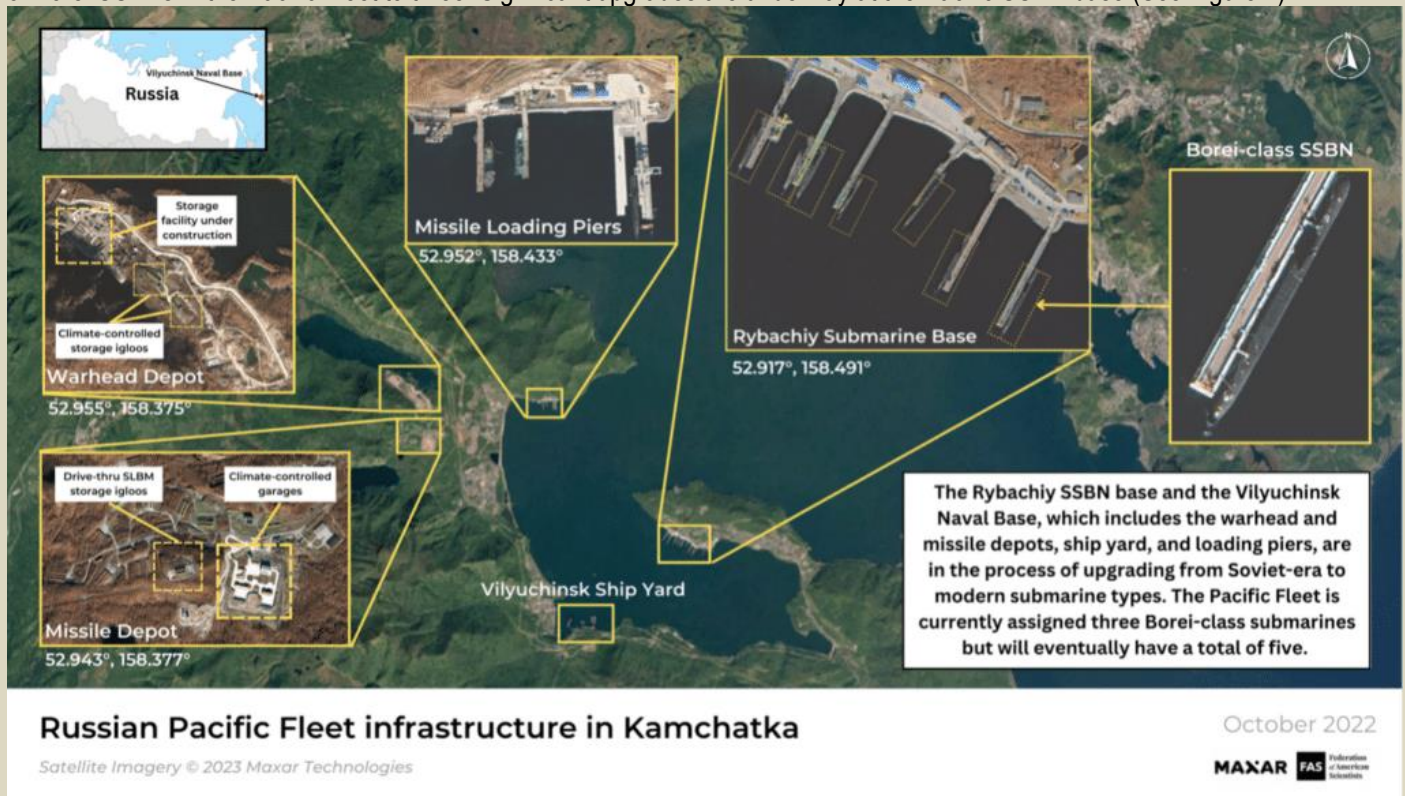 Vilyuchinsk Naval Base
Russia
N
Storage
facility under
construction
Climate-controlled
storage igloos
Warhead Depot
52.955°, 158.375°
Missile Loading Piers
52.952°, 158.433°
Rybachiy Submarine Base
52.917°, 158.491°
Borei-class SSBN
Drive-thru SLBM
storage igloos
Climate-controlled
garages
Missile Depot
52.943°, 158.377°
Vilyuchinsk Ship Yard
The Rybachiy SSBN base and the Vilyuchinsk
Naval Base, which includes the warhead and
missile depots, ship yard, and loading piers, are
in the process of upgrading from Soviet-era to
modern submarine types. The Pacific Fleet is
currently assigned three Borei-class submarines
but will eventually have a total of five.
Russian Pacific Fleet infrastructure in Kamchatka
October 2022
Satellite Imagery © 2023 Maxar Technologies
MAXAR FAS Federation
of American
Scientists